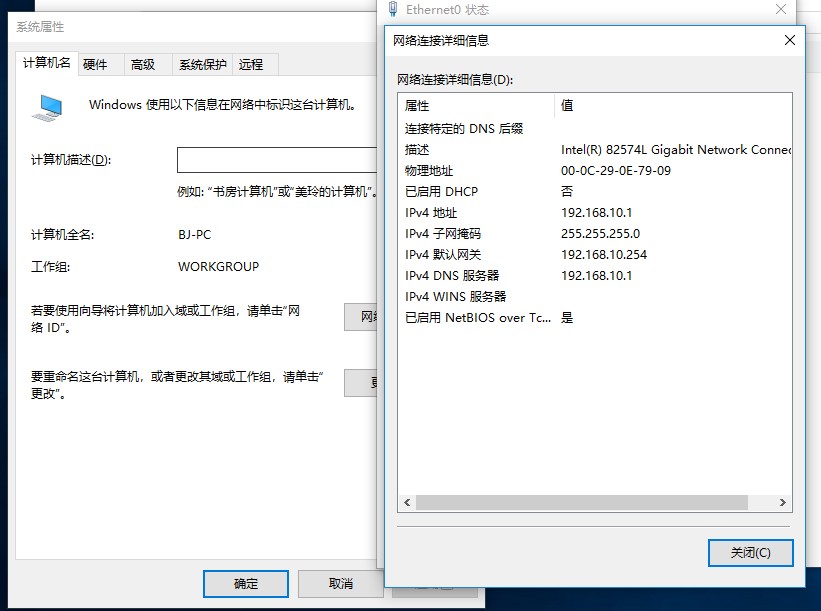 系统属性
计算机名 硬件 高级 系统保护 远程
Windows 使用以下信息在网络中标识这台计算机。
计算机描述(D):
例如: “书房计算机”或“美玲的计算机”。
计算机全名: BJ-PC
工作组: WORKGROUP
若要使用向导将计算机加入域或工作组，请单击“网
络 ID”。
网络
要重命名这台计算机，或者更改其域或工作组，请单击“
更改”。
确定 取消
Ethernet0 状态
网络连接详细信息
网络连接详细信息(D):
属性 值
连接特定的 DNS 后缀
描述 Intel(R) 82574L Gigabit Network Connec
物理地址 00-0C-29-0E-79-09
已启用 DHCP 否
IPv4 地址 192.168.10.1
IPv4 子网掩码 255.255.255.0
IPv4 默认网关 192.168.10.254
IPv4 DNS 服务器 192.168.10.1
IPv4 WINS 服务器
已启用 NetBIOS over Tc... 是
关闭(C)